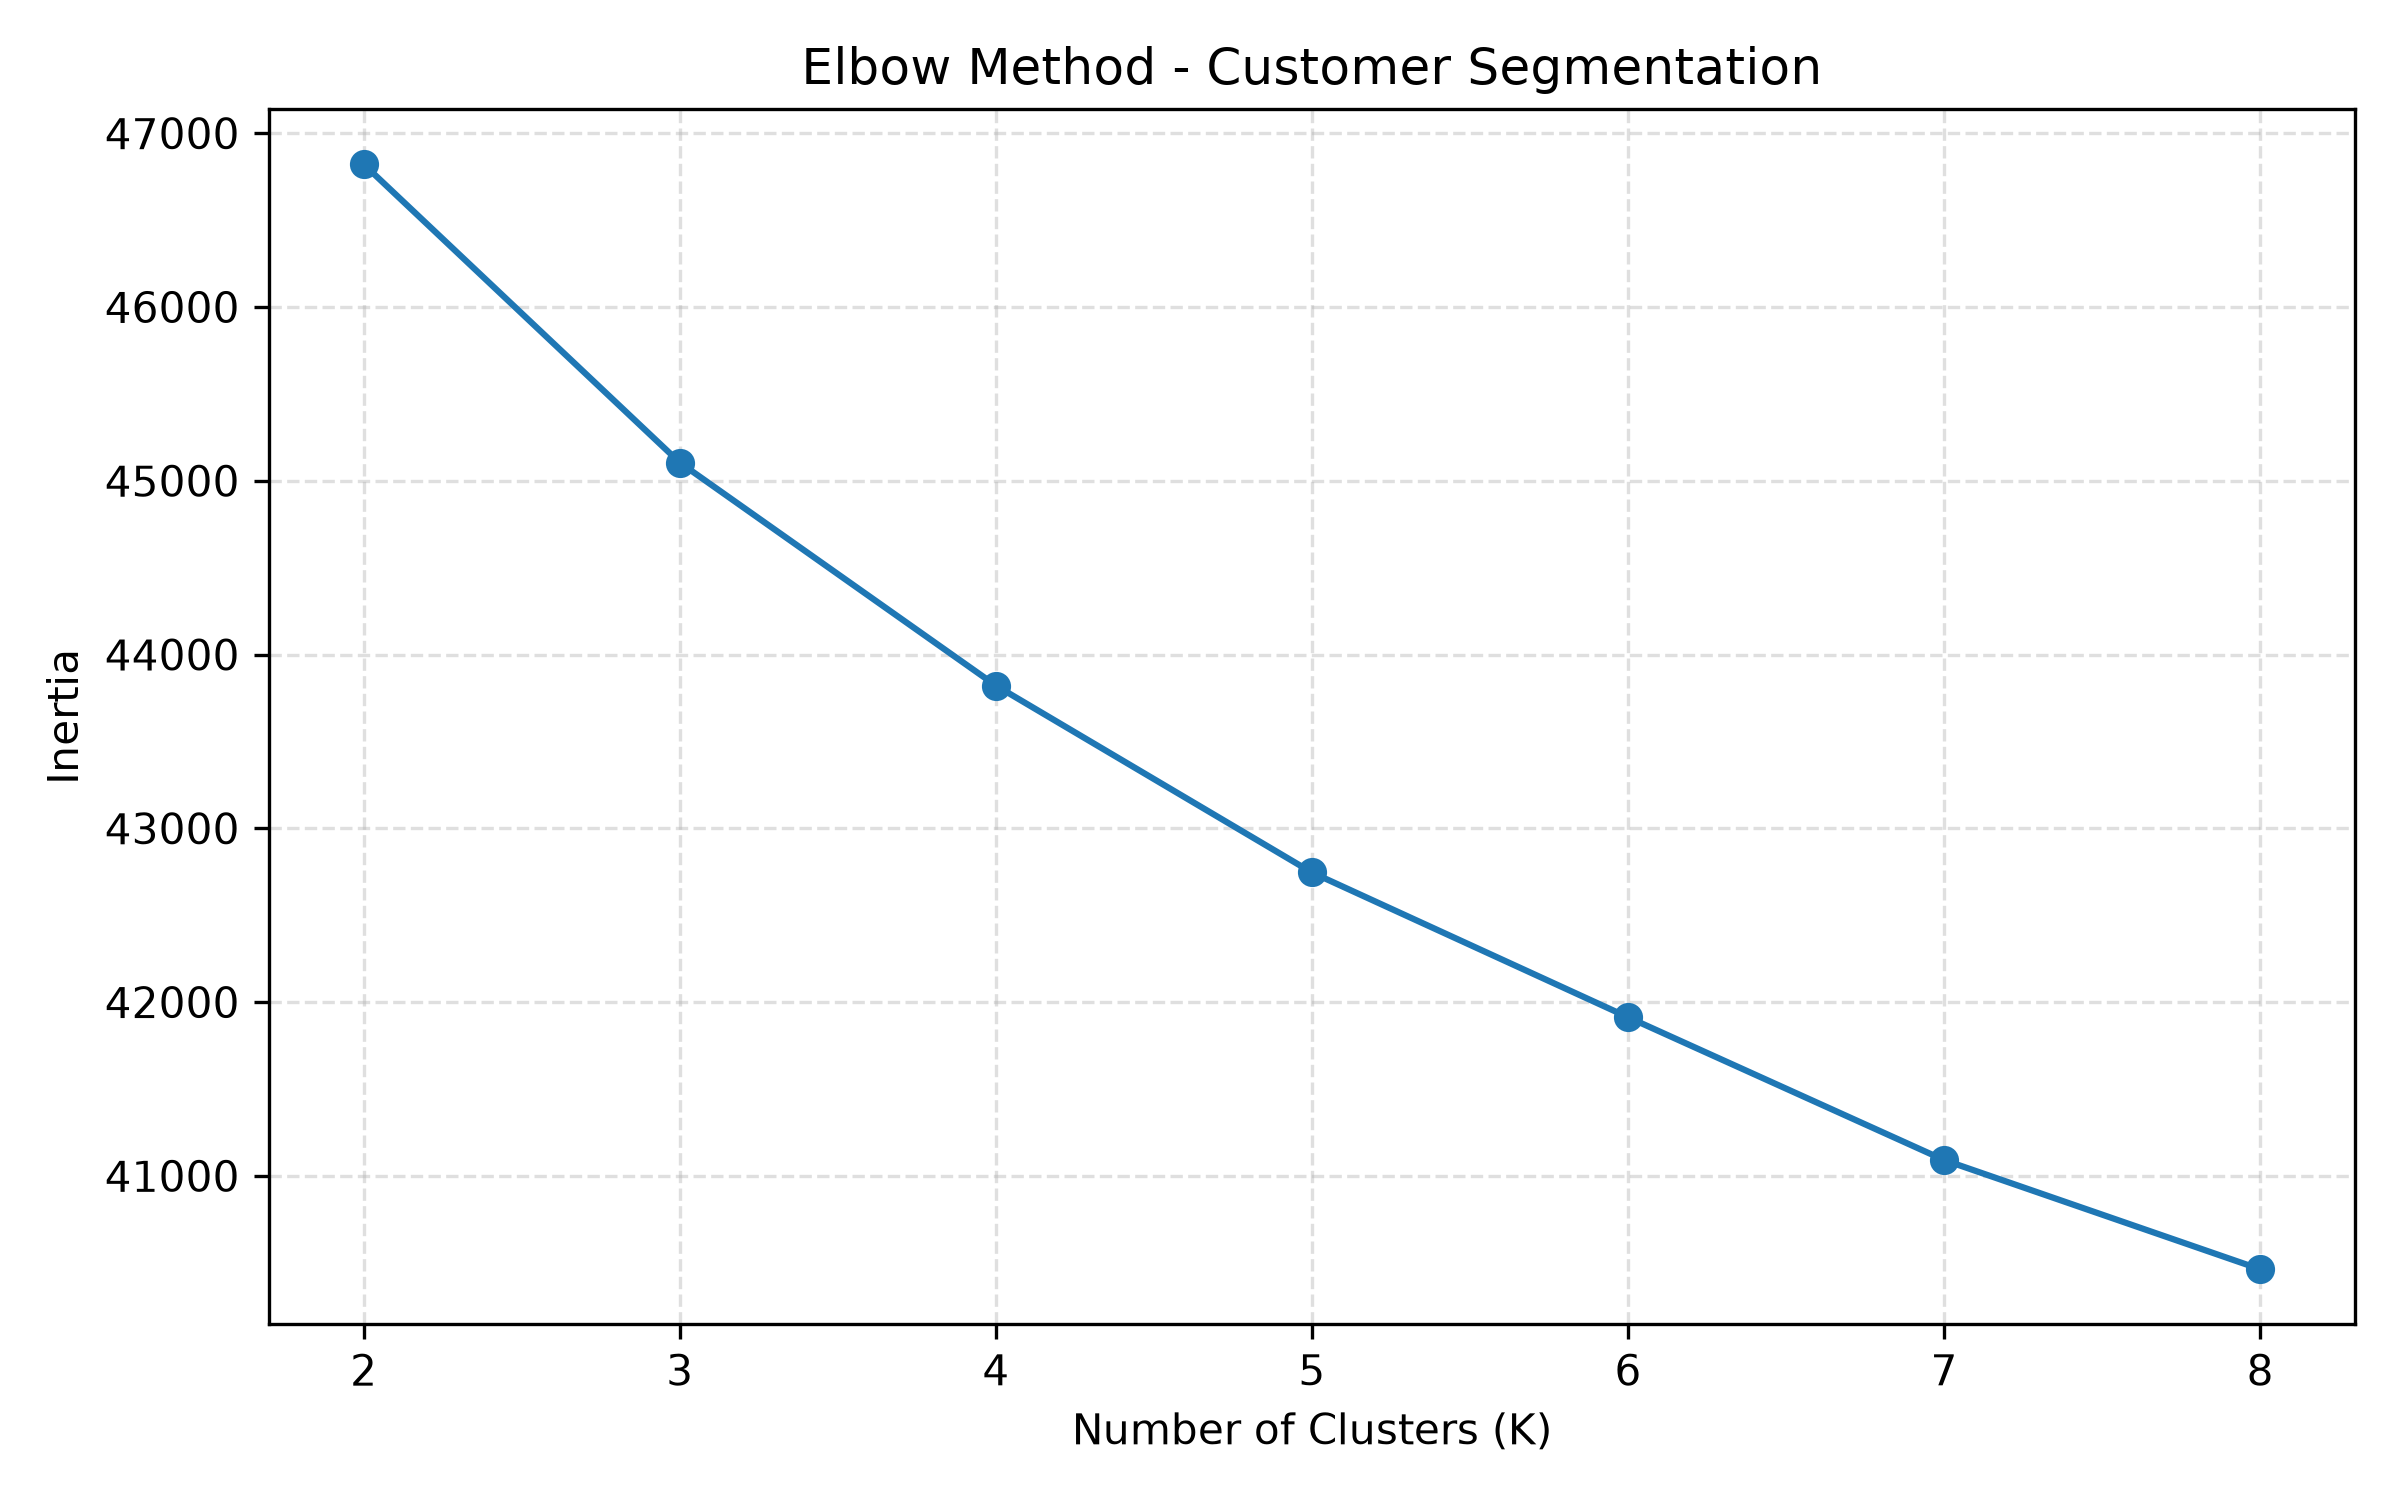 Elbow Method - Customer Segmentation
47000
46000
45000
44000
43000
42000
41000
Inertia
2 3 4 5 6 7 8
Number of Clusters (K)